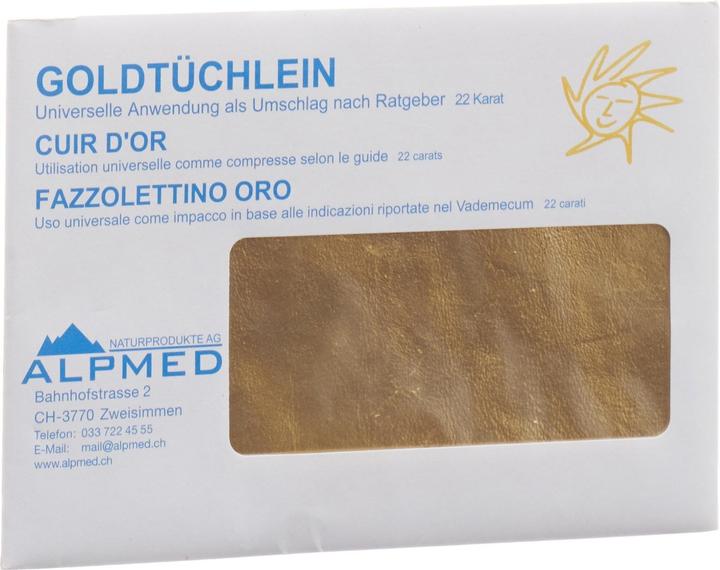 GOLDTÜCHLEIN
Universelle Anwendung als Umschlag nach Ratgeber 22 Karat
CUIR D'OR
Utilisation universelle comme compresse selon le guide 22 carats
FAZZOLETTINO ORO
Uso universale come impacco in base alle indicazioni riportate nel Vademecum 22 carati
NATURPRODUKTE AG
ALPMED
Bahnhofstrasse 2
CH-3770 Zweisimmen
Telefon: 033 722 45 55
E-Mail: mail@alpmed.ch
www.alpmed.ch